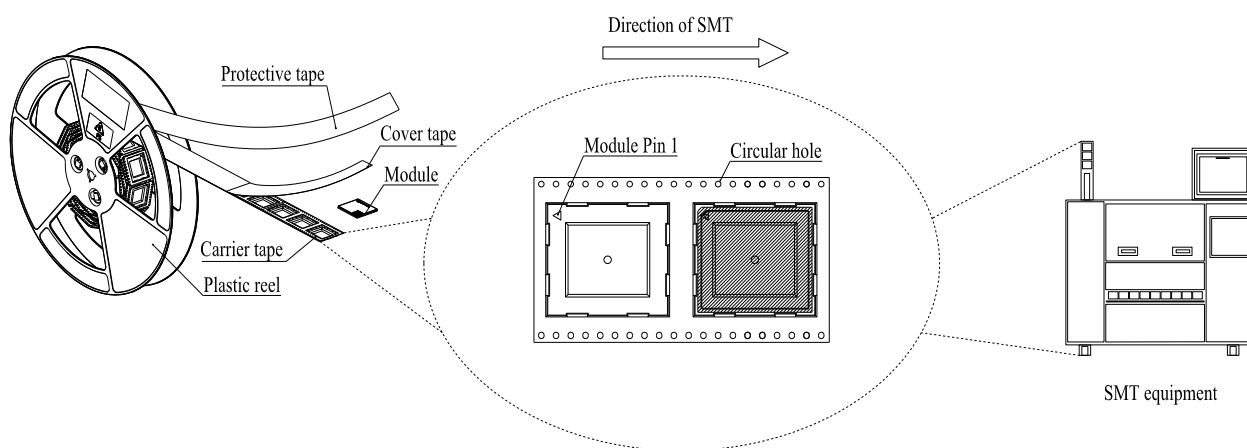 Direction of SMT
Protective tape
Cover tape
Module
Module Pin 1
Circular hole
Carrier tape
Plastic reel
SMT equipment